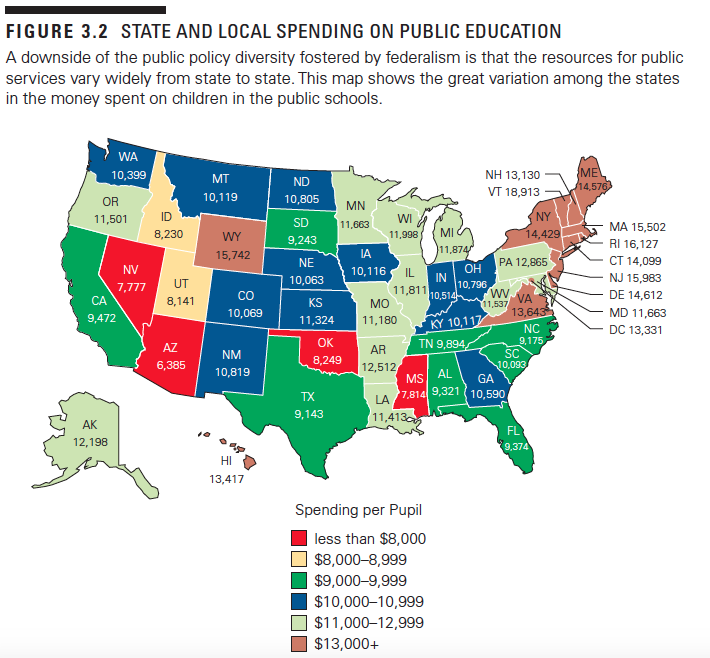 FIGURE 3.2 STATE AND LOCAL SPENDING ON PUBLIC EDUCATION
A downside of the public policy diversity fostered by federalism is that the resources for public
services vary widely from state to state. This map shows the great variation among the states
in the money spent on children in the public schools.
WA
10,399
MT
10,119
ND
10,805
MN
11,663
WI
11,998
MI
11,874
NH 13,130
VT 18,913
ME
14,576
NY
14,429
MA 15,502
RI 16,127
CT 14,099
NJ 15,983
DE 14,612
MD 11,663
DC 13,331
OR
11,501
ID
8,230
WY
15,742
SD
9,243
NE
10,063
IA
10,116
IL
11,811
IN
10,514
OH
10,796
PA 12,865
WV
11,537
VA
13,643
NV
7,777
UT
8,141
CO
10,069
KS
11,324
MO
11,180
KY 10,117
CA
9,472
AZ
6,385
NM
10,819
OK
8,249
AR
12,512
TN 9,894
NC
9,175
SC
10,093
MS
7,814
AL
9,321
GA
10,590
TX
9,143
LA
11,413
FL
9,374
AK
12,198
HI
13,417
Spending per Pupil
less than $8,000
$8,000–8,999
$9,000–9,999
$10,000–10,999
$11,000–12,999
$13,000+